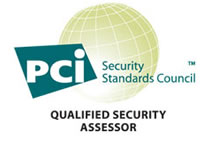 PCi
Security ™
Standards Council
QUALIFIED SECURITY
ASSESSOR